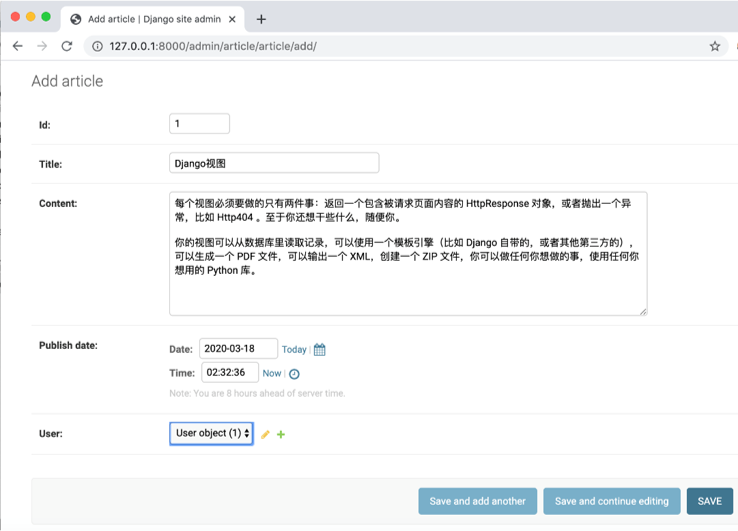 Add article | Django site admin
127.0.0.1:8000/admin/article/article/add/
Add article
Id: 1
Title: Django视图
Content: 每个视图必须要做的只有两件事：返回一个包含被请求页面内容的 HttpResponse 对象，或者抛出一个异
常，比如 Http404 。至于你还想干些什么，随便你。
你的视图可以从数据库里读取记录，可以使用一个模板引擎（比如 Django 自带的，或者其他第三方的），
可以生成一个 PDF 文件，可以输出一个 XML，创建一个 ZIP 文件，你可以做任何你想做的事，使用任何你
想用的 Python 库。
Publish date:
Date: 2020-03-18 Today |
Time: 02:32:36 Now |
Note: You are 8 hours ahead of server time.
User: User object (1)
Save and add another Save and continue editing SAVE